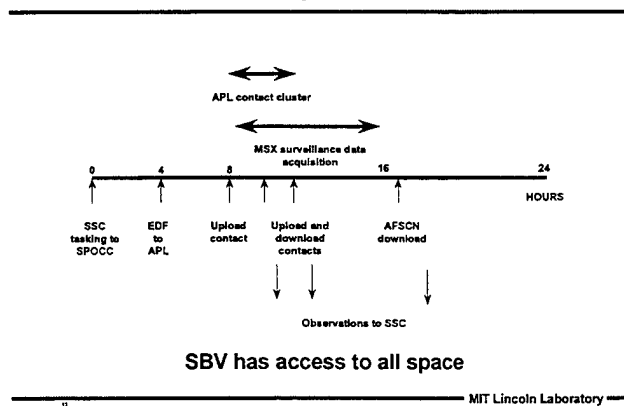 APL contact cluster
MSX surveillance data
acquisition
0 4 8 16 24
HOURS
SSC
tasking to
SPOCC
EDF
to
APL
Upload
contact
Upload and
download
contacts
AFSCN
download
Observations to SSC
SBV has access to all space
MIT Lincoln Laboratory